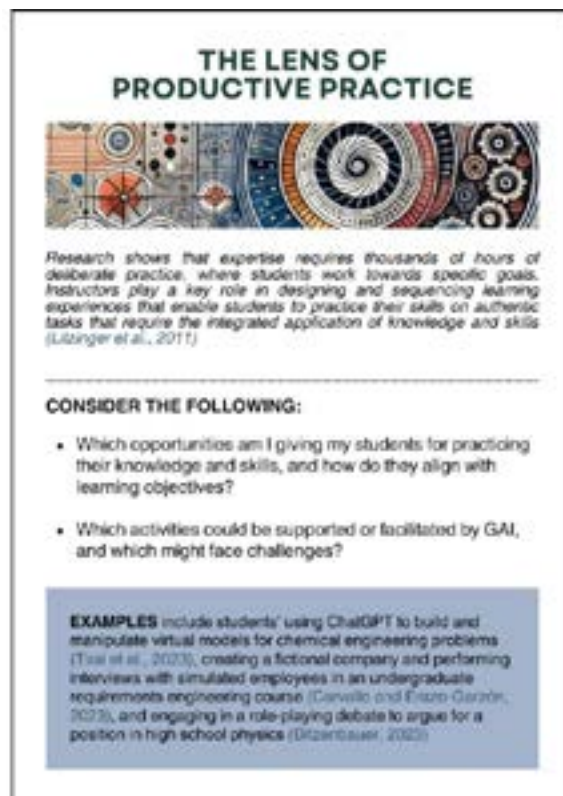 THE LENS OF
PRODUCTIVE PRACTICE
Research shows that expertise requires thousands of hours of
deliberate practice, where students work towards specific goals.
Instructors play a key role in designing and sequencing learning
experiences that enable students to practice their skills on authentic
tasks that require the integrated application of knowledge and skills
(Litzinger et al., 2011)
CONSIDER THE FOLLOWING:
• Which opportunities am I giving my students for practicing
their knowledge and skills, and how do they align with
learning objectives?
• Which activities could be supported or facilitated by GAI,
and which might face challenges?
EXAMPLES include students' using ChatGPT to build and
manipulate virtual models for chemical engineering problems
(Tsai et al., 2023), creating a fictional company and performing
interviews with simulated employees in an undergraduate
requirements engineering course (Carvallo and Erazo-Garzón,
2023), and engaging in a role-playing debate to argue for a
position in high school physics (Bitzenbauer, 2023)